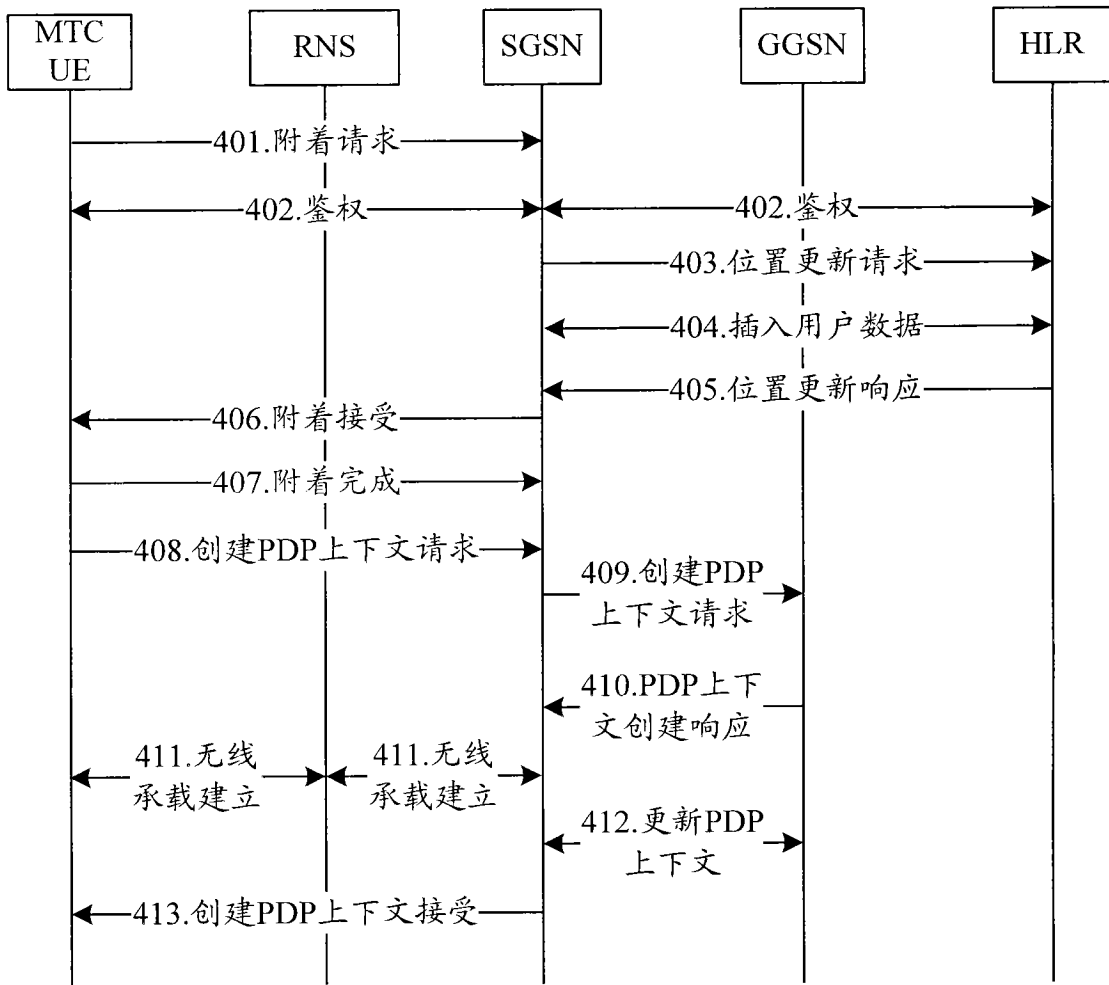 MTC
UE
RNS
SGSN
GGSN
HLR
401.附着请求
402.鉴权
402.鉴权
403.位置更新请求
404.插入用户数据
405.位置更新响应
406.附着接受
407.附着完成
408.创建PDP上下文请求
409.创建PDP
上下文请求
410.PDP上下
文创建响应
411.无线
承载建立
411.无线
承载建立
412.更新PDP
上下文
413.创建PDP上下文接受